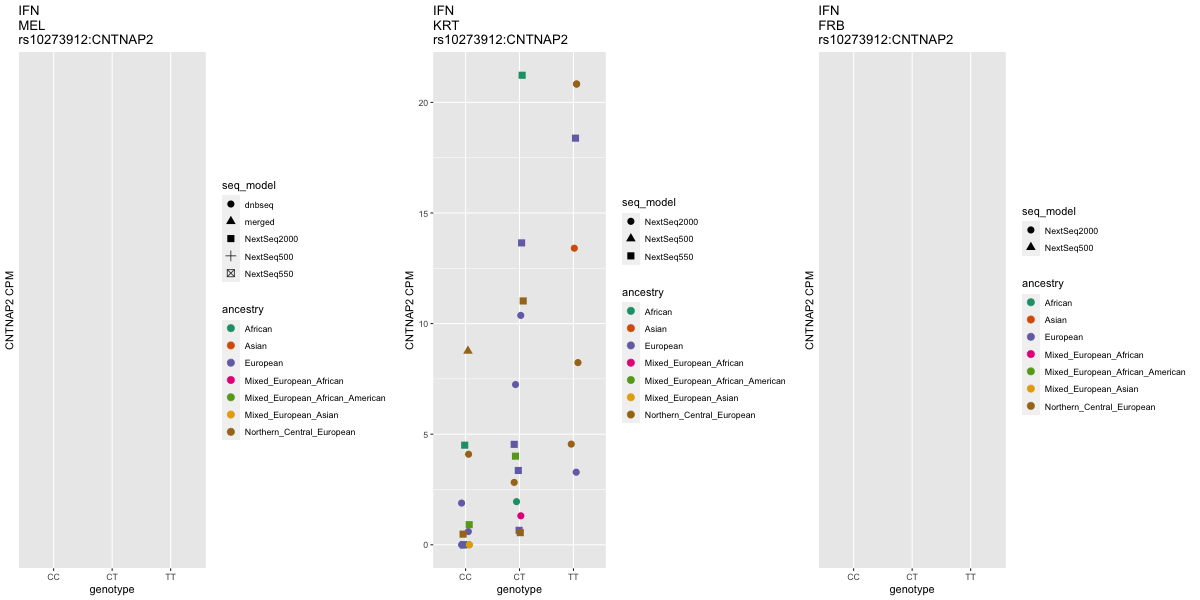 IFN
MEL
rs10273912:CNTNAP2
CNTNAP2 CPM
CC
CT
TT
genotype
seq_model
dnbseq
merged
NextSeq2000
NextSeq500
NextSeq550
ancestry
African
Asian
European
Mixed_European_African
Mixed_European_African_American
Mixed_European_Asian
Northern_Central_European
IFN
KRT
rs10273912:CNTNAP2
CNTNAP2 CPM
20
15
10
5
0
CC
CT
TT
genotype
seq_model
NextSeq2000
NextSeq500
NextSeq550
ancestry
African
Asian
European
Mixed_European_African
Mixed_European_African_American
Mixed_European_Asian
Northern_Central_European
IFN
FRB
rs10273912:CNTNAP2
CNTNAP2 CPM
CC
CT
TT
genotype
seq_model
NextSeq2000
NextSeq500
ancestry
African
Asian
European
Mixed_European_African
Mixed_European_African_American
Mixed_European_Asian
Northern_Central_European